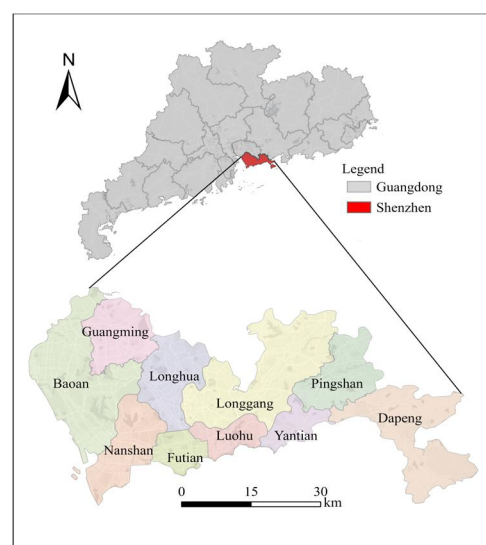 N
Legend
Guangdong
Shenzhen
Guangming
Baoan
Longhua
Longgang
Pingshan
Dapeng
Nanshan
Futian
Luohu
Yantian
0 15 30
km